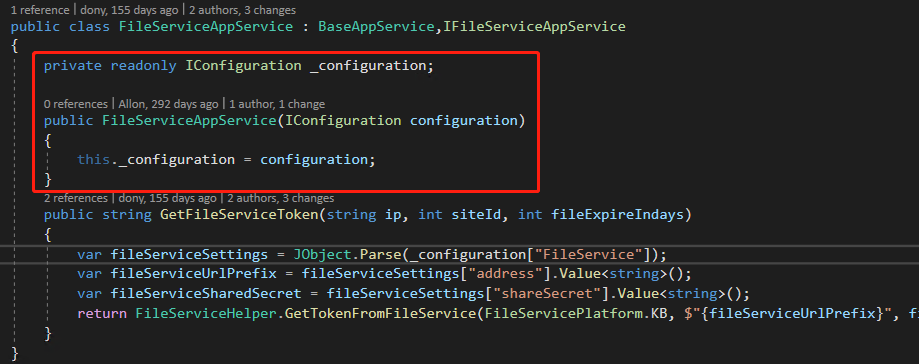 1 reference | dony, 155 days ago | 2 authors, 3 changes
public class FileServiceAppService : BaseAppService,IFileServiceAppService
{
private readonly IConfiguration _configuration;
0 references | Allon, 292 days ago | 1 author, 1 change
public FileServiceAppService(IConfiguration configuration)
{
this._configuration = configuration;
}
2 references | dony, 155 days ago | 2 authors, 3 changes
public string GetFileServiceToken(string ip, int siteId, int fileExpireIndays)
{
var fileServiceSettings = JObject.Parse(_configuration["FileService"]);
var fileServiceUrlPrefix = fileServiceSettings["address"].Value<string>();
var fileServiceSharedSecret = fileServiceSettings["shareSecret"].Value<string>();
return FileServiceHelper.GetTokenFromFileService(FileServicePlatform.KB, $"{fileServiceUrlPrefix}",
}
}